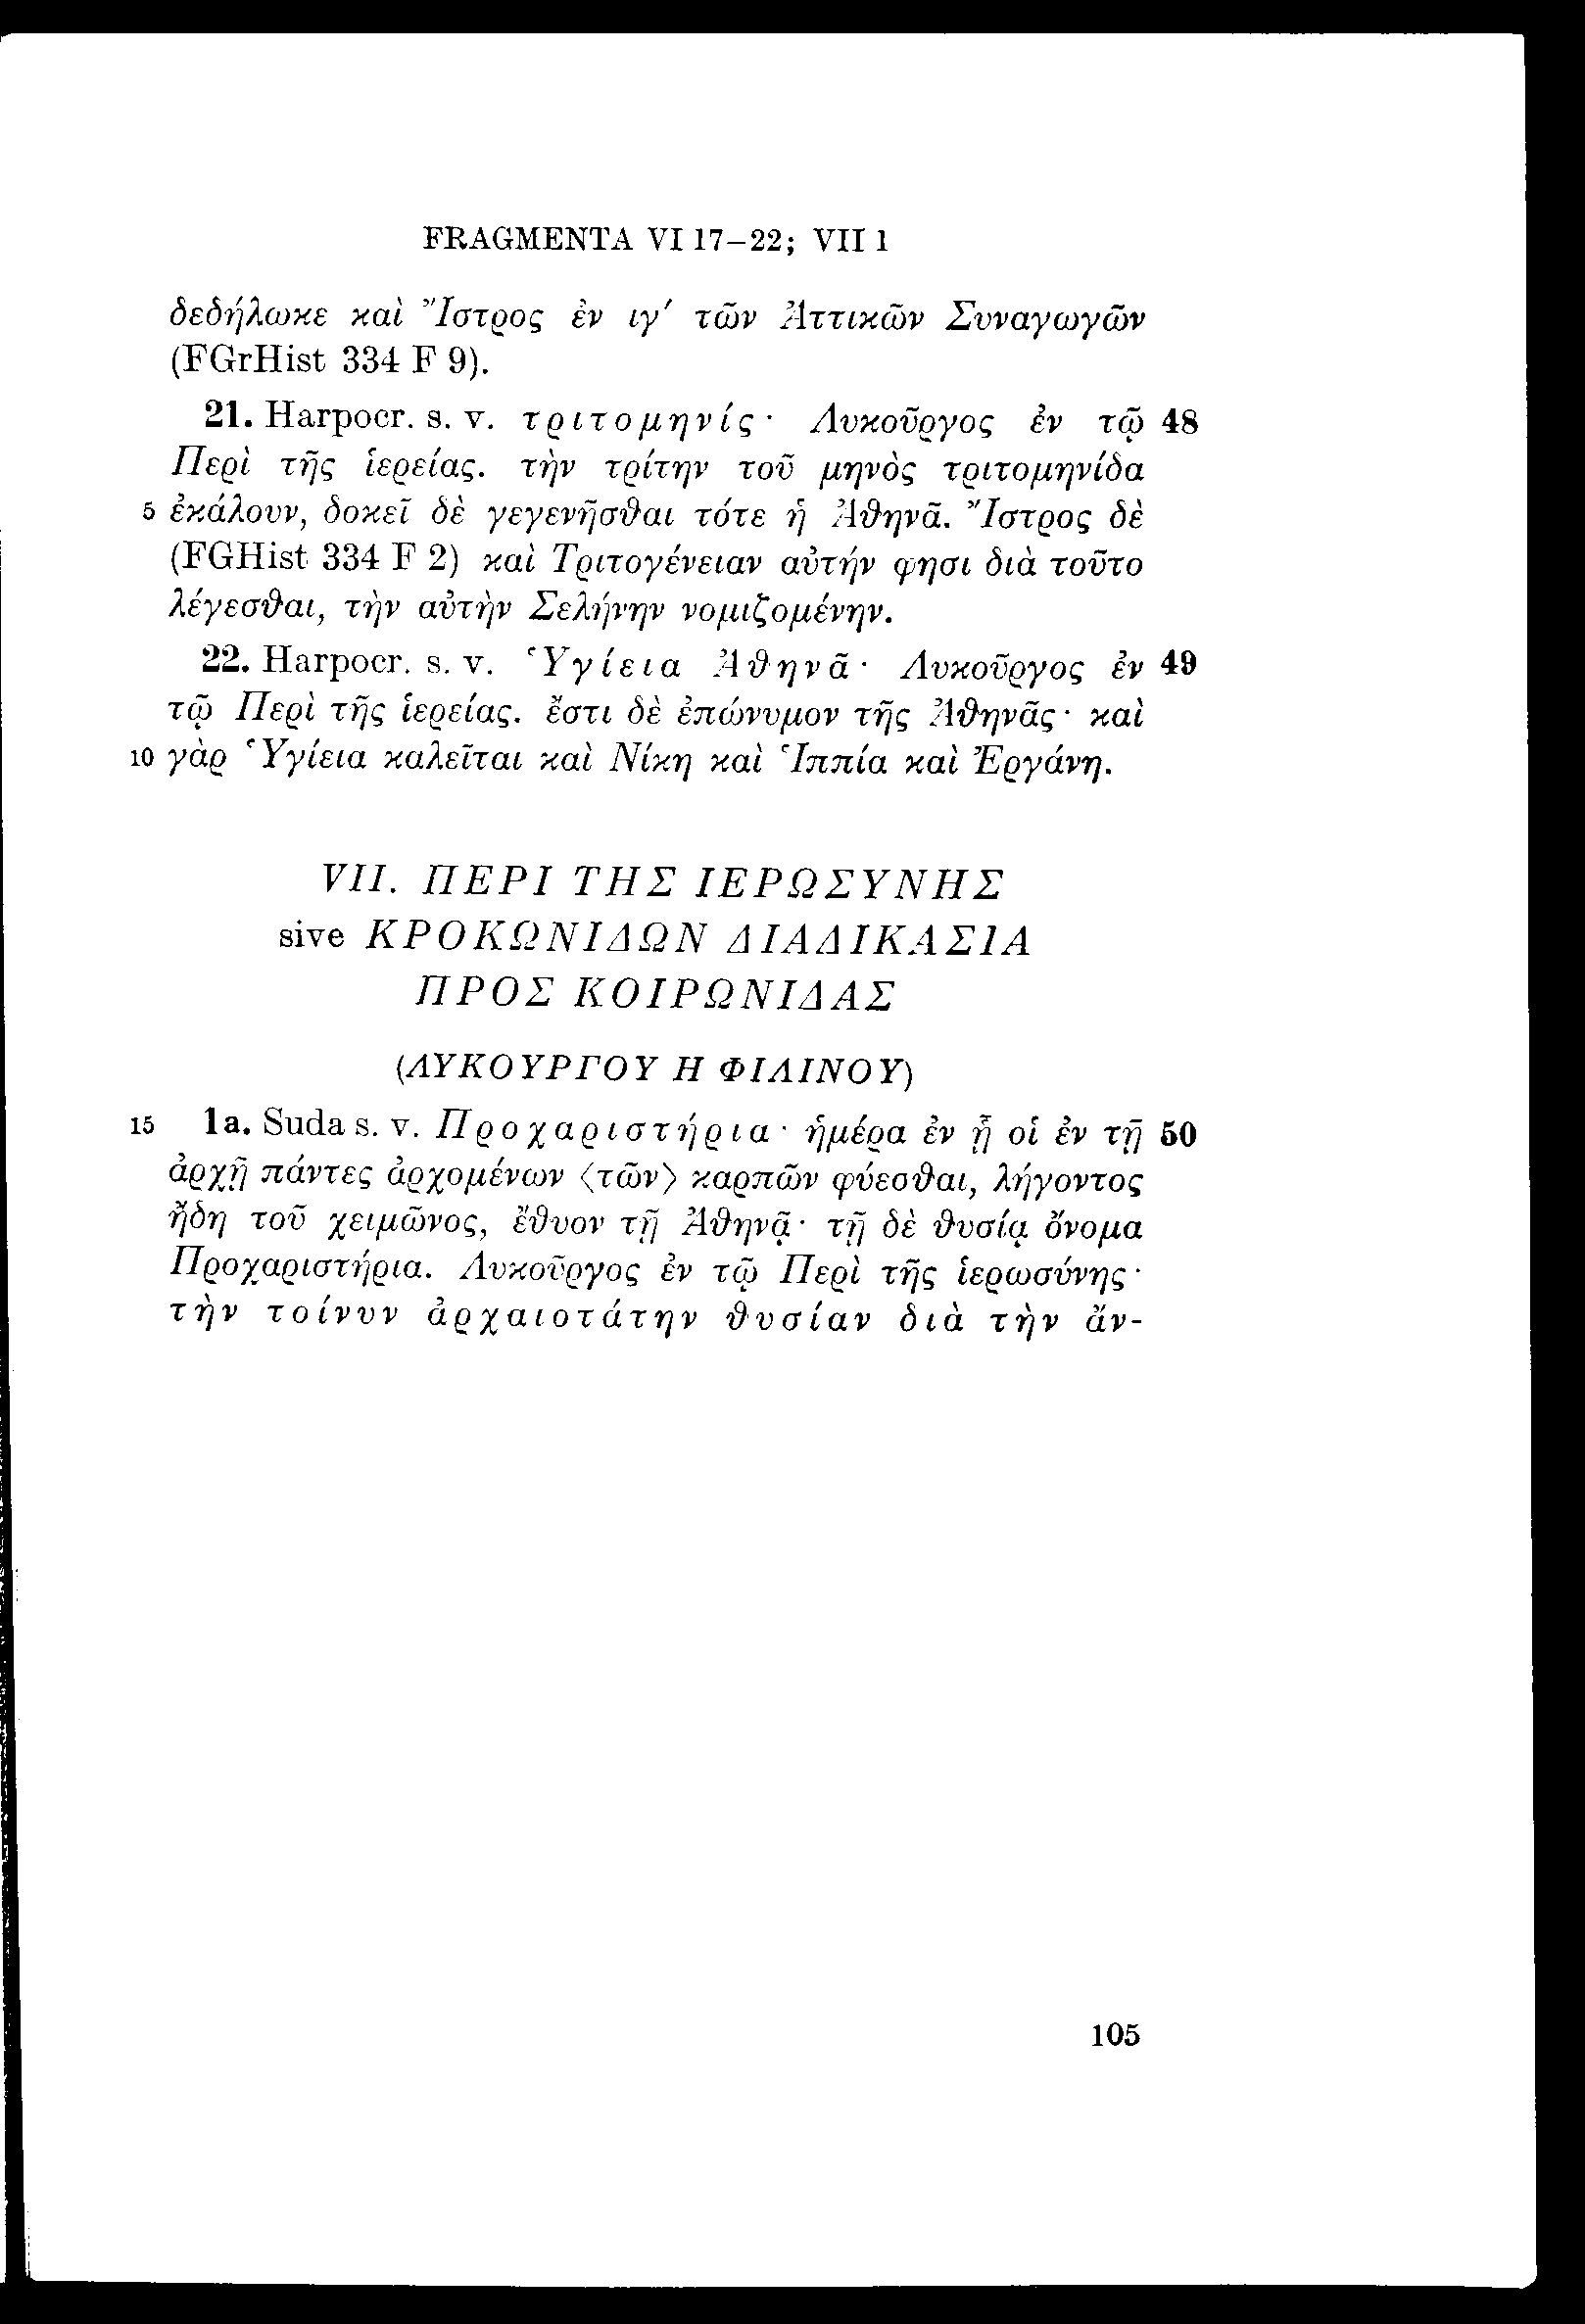 FRAGMENTA VI 17–22; VII 1
δεδήλωκε καὶ Ἴστρος ἐν ιγ′ τῶν Ἀττικῶν Συναγωγῶν
(FGrHist 334 F 9).
21. Harpocr. s. v. τριτομηνίς· Λυκοῦργος ἐν τῷ 48
Περὶ τῆς ἱερείας. τὴν τρίτην τοῦ μηνὸς τριτομηνίδα
5 ἐκάλουν, δοκεῖ δὲ γεγενῆσθαι τότε ἡ Ἀθηνᾶ. Ἴστρος δὲ
(FGHist 334 F 2) καὶ Τριτογένειαν αὐτήν φησι διὰ τοῦτο
λέγεσθαι, τὴν αὐτὴν Σελήνην νομιζομένην.
22. Harpocr. s. v. Ὑγίεια Ἀθηνᾶ· Λυκοῦργος ἐν 49
τῷ Περὶ τῆς ἱερείας. ἔστι δὲ ἐπώνυμον τῆς Ἀθηνᾶς· καὶ
10 γὰρ Ὑγίεια καλεῖται καὶ Νίκη καὶ Ἱππία καὶ Ἐργάνη.
VII. ΠΕΡΙ ΤΗΣ ΙΕΡΩΣΥΝΗΣ
sive ΚΡΟΚΩΝΙΔΩΝ ΔΙΑΔΙΚΑΣΙΑ
ΠΡΟΣ ΚΟΙΡΩΝΙΔΑΣ
(ΛΥΚΟΥΡΓΟΥ Η ΦΙΛΙΝΟΥ)
15 1a. Suda s. v. Προχαριστήρια· ἡμέρα ἐν ᾗ οἱ ἐν τῇ 50
ἀρχῇ πάντες ἀρχομένων ⟨τῶν⟩ καρπῶν φύεσθαι, λήγοντος
ἤδη τοῦ χειμῶνος, ἔθυον τῇ Ἀθηνᾷ· τῇ δὲ θυσίᾳ ὄνομα
Προχαριστήρια. Λυκοῦργος ἐν τῷ Περὶ τῆς ἱερωσύνης·
τὴν τοίνυν ἀρχαιοτάτην θυσίαν διὰ τὴν ἄν-
105